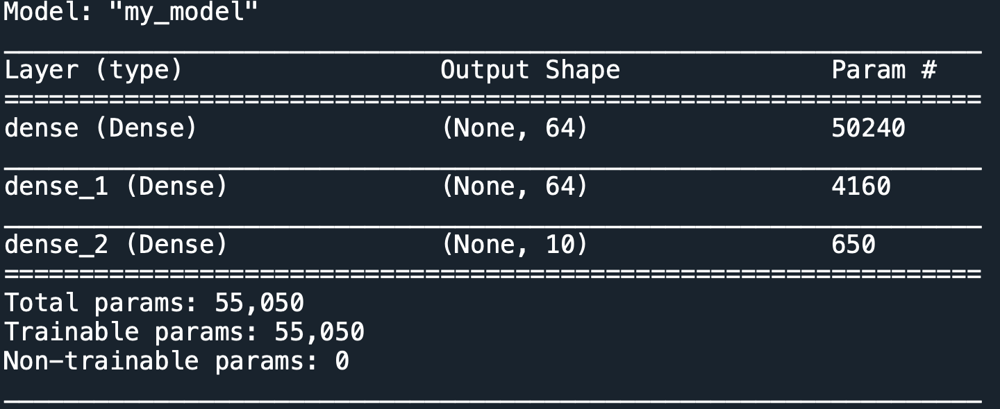 Model: "my_model"
_________________________________________________________________
Layer (type)                 Output Shape              Param #
=================================================================
dense (Dense)                (None, 64)                50240
_________________________________________________________________
dense_1 (Dense)              (None, 64)                4160
_________________________________________________________________
dense_2 (Dense)              (None, 10)                650
=================================================================
Total params: 55,050
Trainable params: 55,050
Non-trainable params: 0
_________________________________________________________________